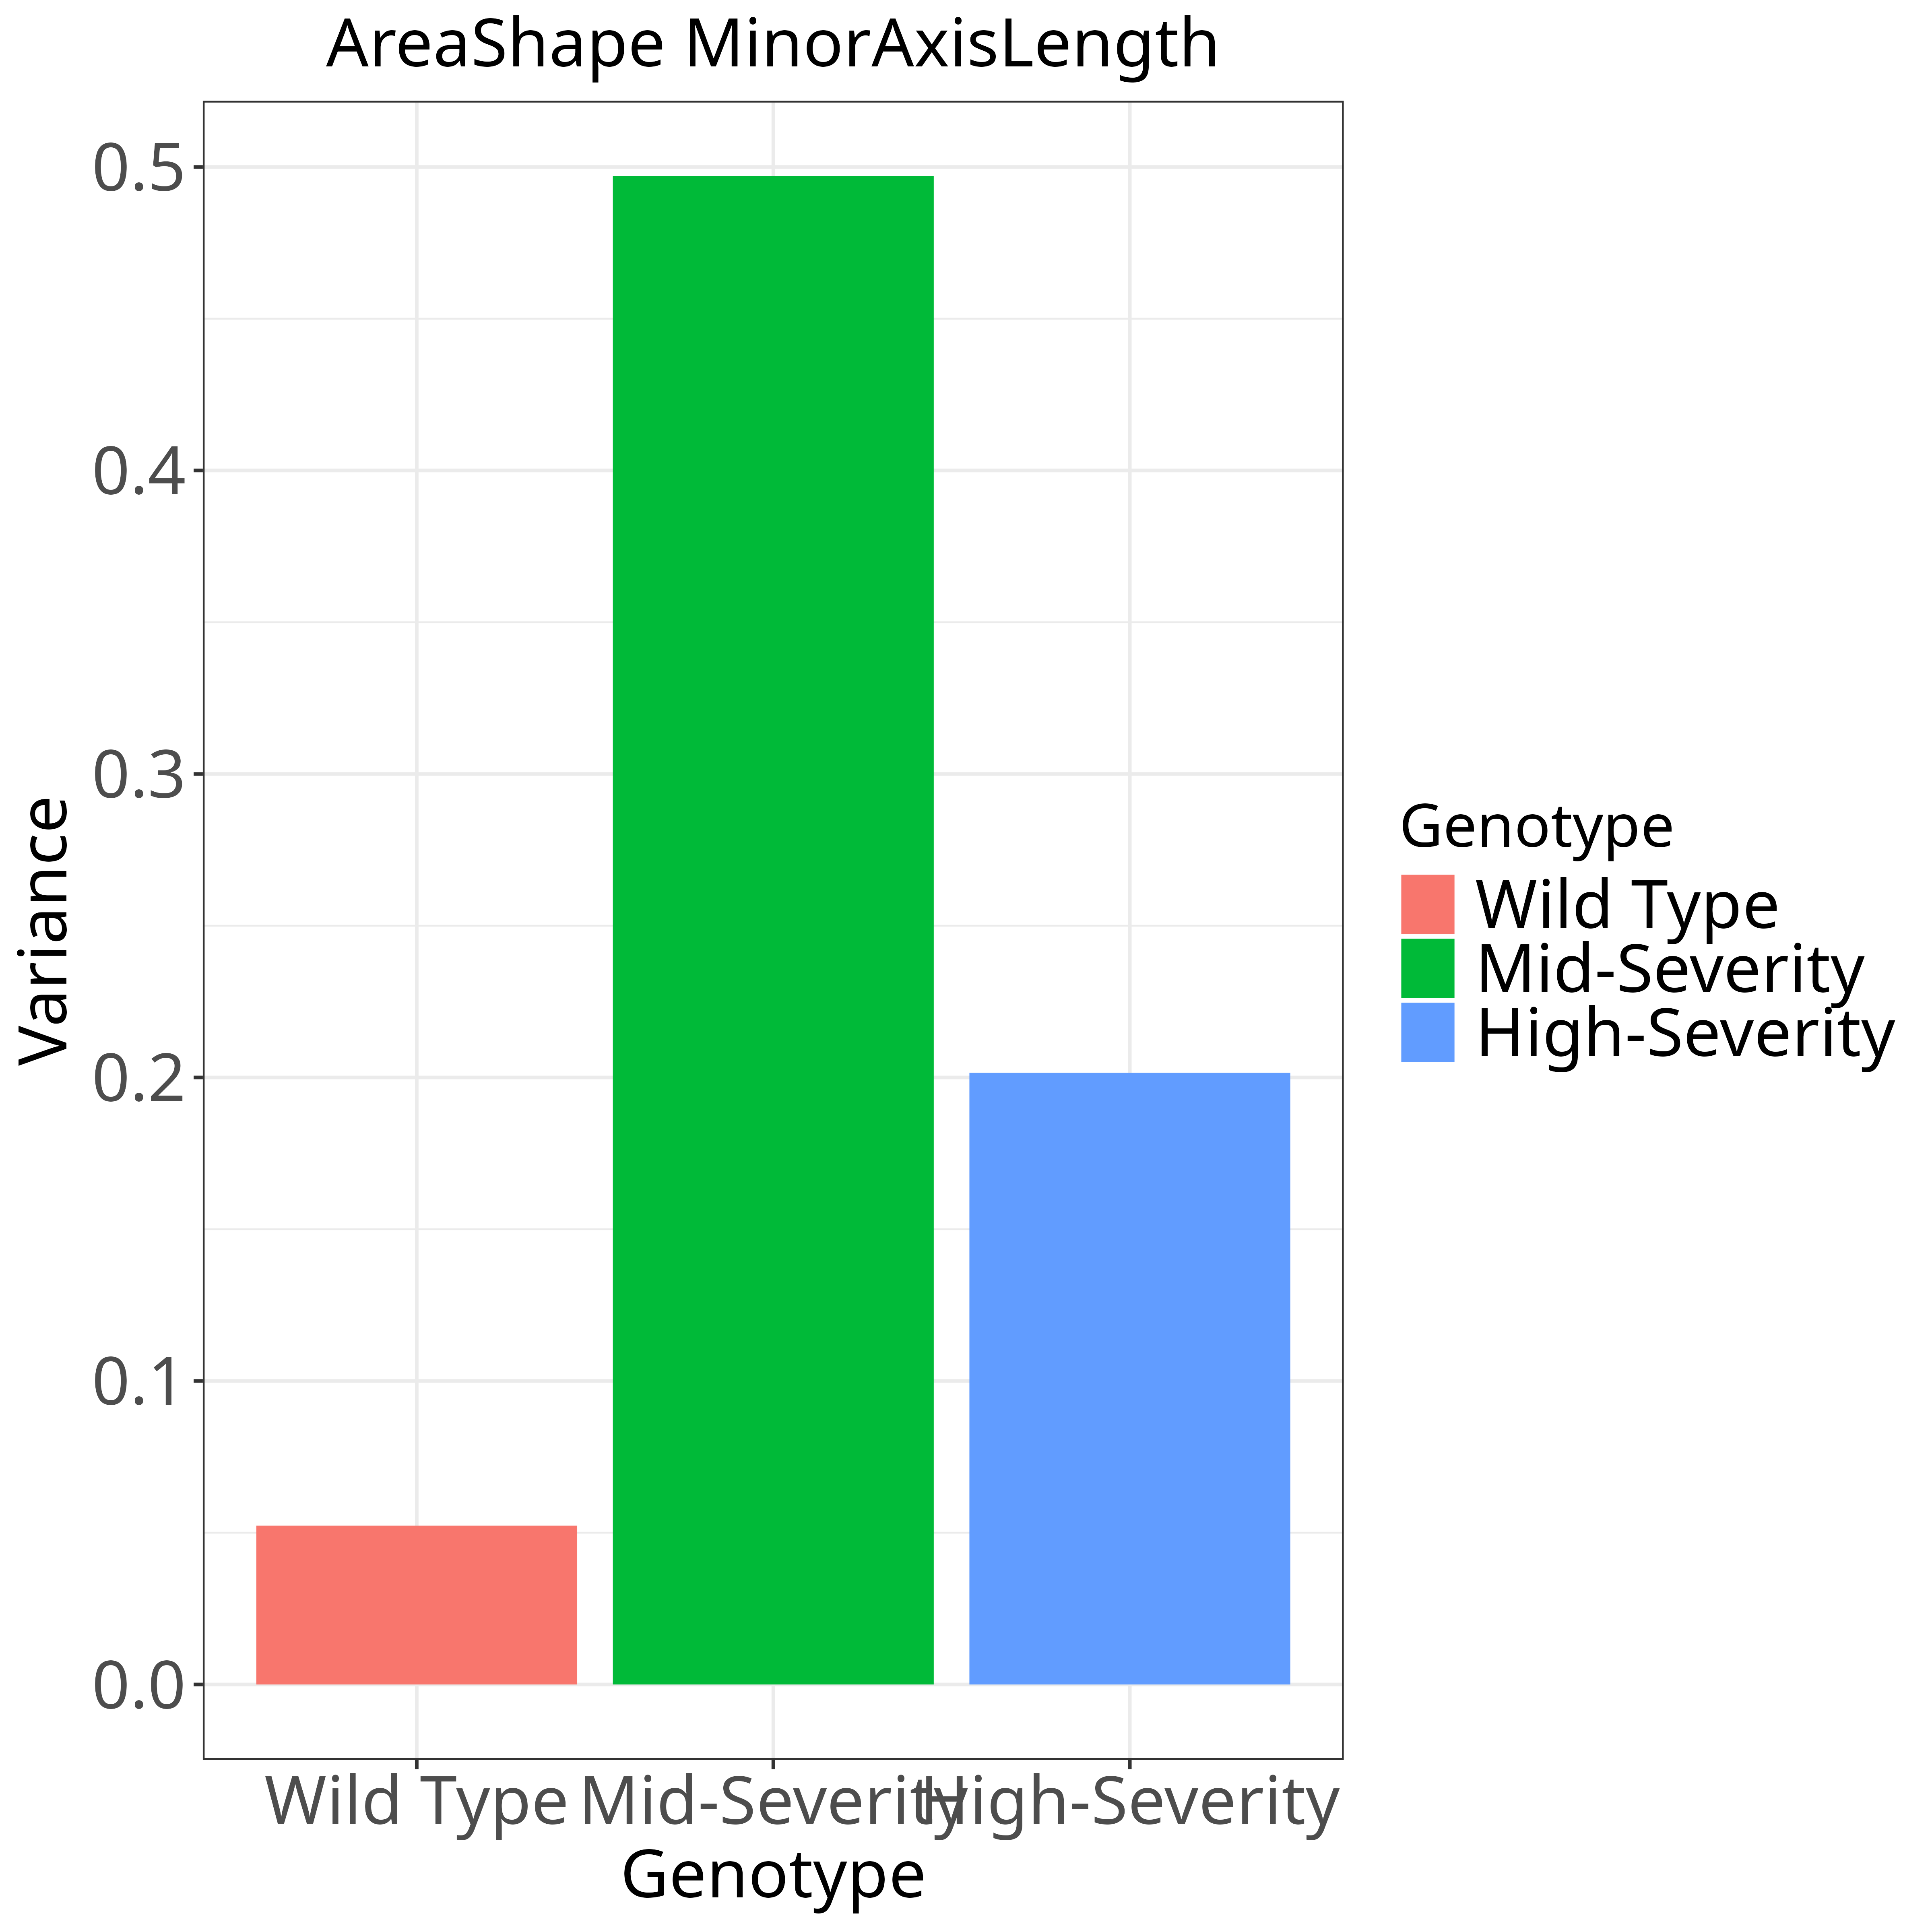 AreaShape MinorAxisLength
0.5
0.4
0.3
0.2
0.1
0.0
Variance
Wild Type Mid-Severity High-Severity
Genotype
Genotype
Wild Type
Mid-Severity
High-Severity